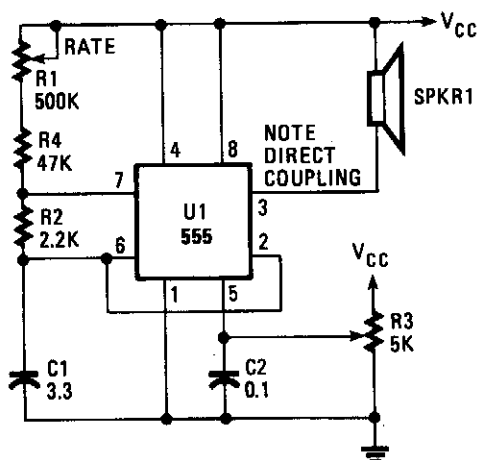 VCC
RATE
R1
500K
SPKR1
R4
47K
NOTE
DIRECT
COUPLING
4
8
7
3
U1
555
R2
2.2K
6
2
1
5
VCC
R3
5K
C1
3.3
C2
0.1